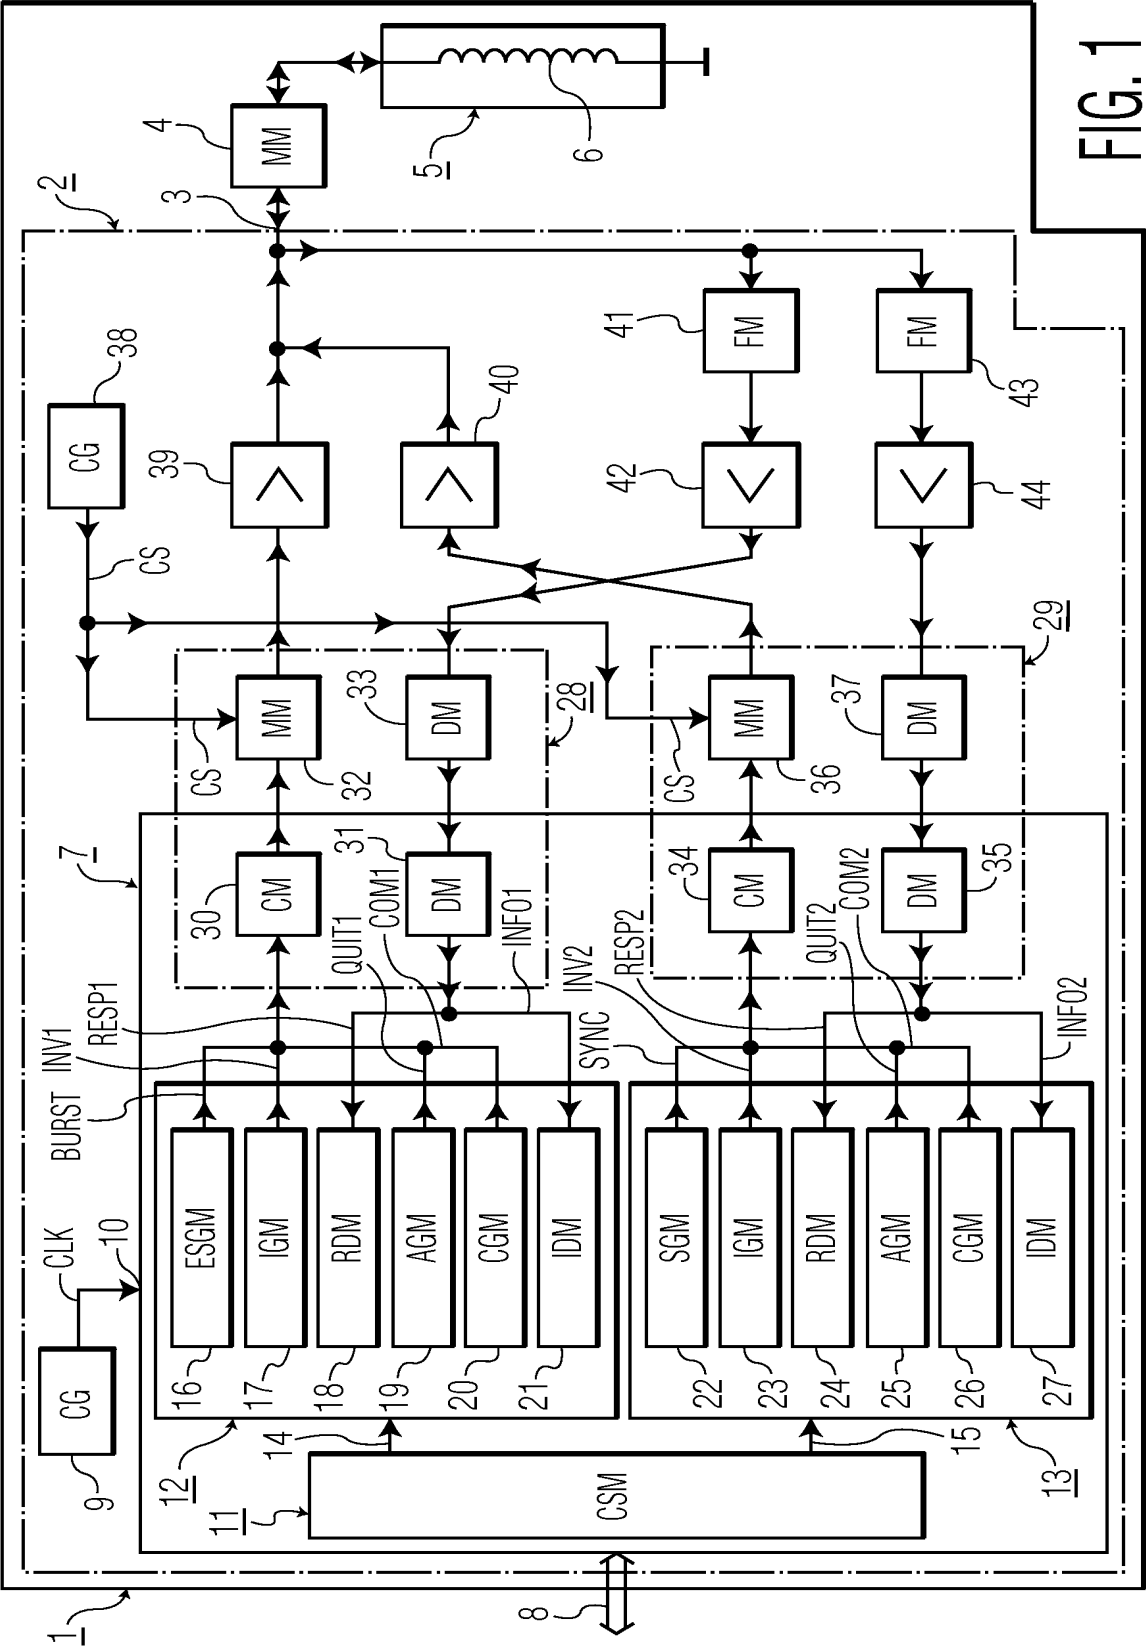 FIG. 1
1
2
3
4
MM
5
6
7
8
CG
9
CLK
10
CSM
11
12
13
14
15
ESGM
16
IGM
17
RDM
18
AGM
19
CGM
20
IDM
21
SGM
22
IGM
23
RDM
24
AGM
25
CGM
26
IDM
27
BURST
INV1
RESP1
QUIT1
COM1
INFO1
SYNC
INV2
RESP2
QUIT2
COM2
INFO2
28
29
CM
30
DM
31
MM
32
DM
33
CM
34
DM
35
MM
36
DM
37
CG
38
CS
CS
CS
39
40
FM
41
42
FM
43
44